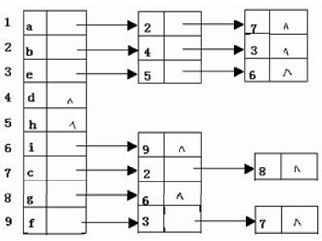 1 a 2 7 ∧
2 b 4 3 ∧
3 e 5 6 ∧
4 d ∧
5 h ∧
6 i 9 ∧
7 c 2 8 ∧
8 g 6 ∧
9 f 3 7 ∧